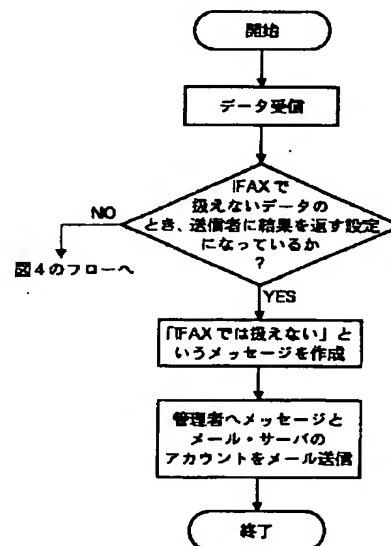 開始
データ受信
IFAXで
扱えないデータの
とき、送信者に結果を返す設定
になっているか
?
NO
図4のフローへ
YES
「IFAXでは扱えない」と
いうメッセージを作成
管理者へメッセージと
メール・サーバの
アカウントをメール送信
終了